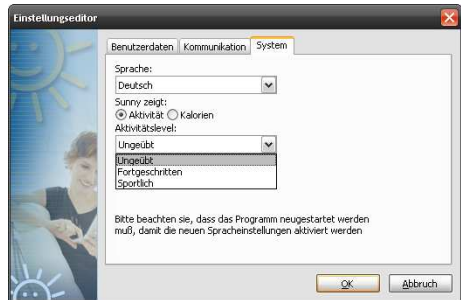 Einstellungseditor
Benutzerdaten Kommunikation System
Sprache:
Deutsch
Sunny zeigt:
Aktivität Kalorien
Aktivitätslevel:
Ungeübt
Ungeübt
Fortgeschritten
Sportlich
Bitte beachten sie, dass das Programm neugestartet werden
muß, damit die neuen Spracheinstellungen aktiviert werden
OK Abbruch